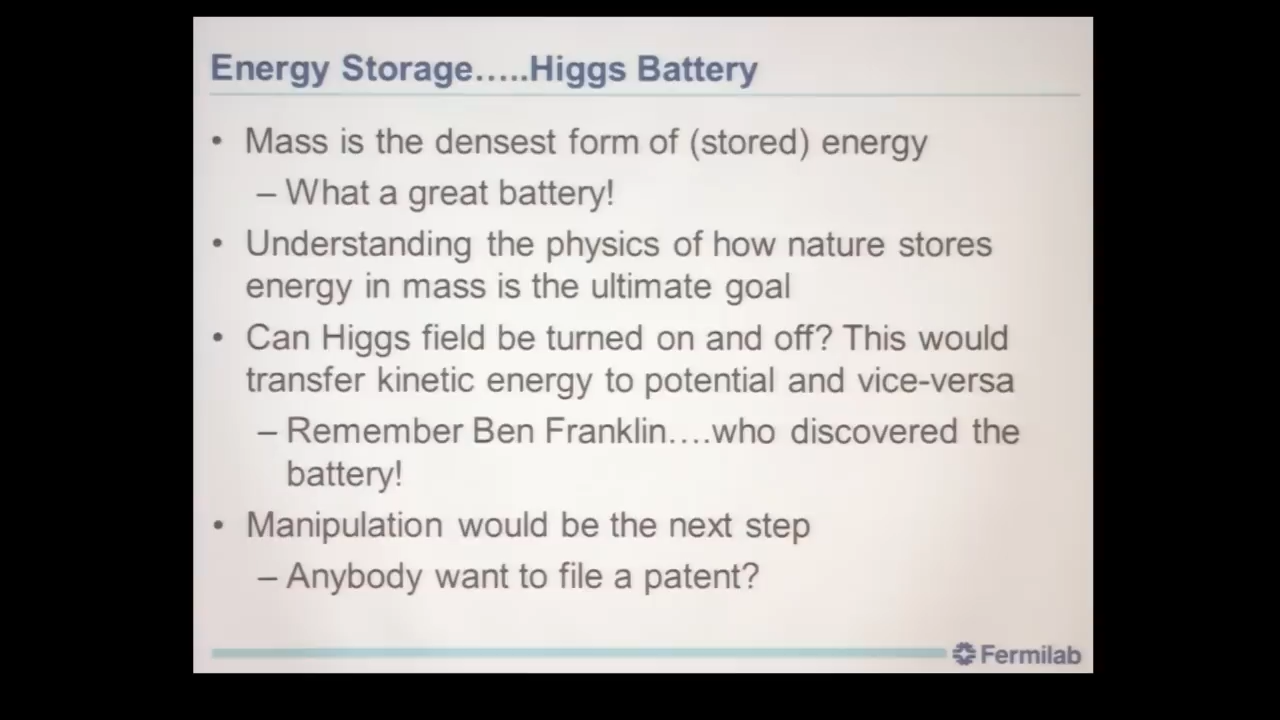 Energy Storage…..Higgs Battery
• Mass is the densest form of (stored) energy
– What a great battery!
• Understanding the physics of how nature stores
energy in mass is the ultimate goal
• Can Higgs field be turned on and off? This would
transfer kinetic energy to potential and vice-versa
– Remember Ben Franklin….who discovered the
battery!
• Manipulation would be the next step
– Anybody want to file a patent?
Fermilab